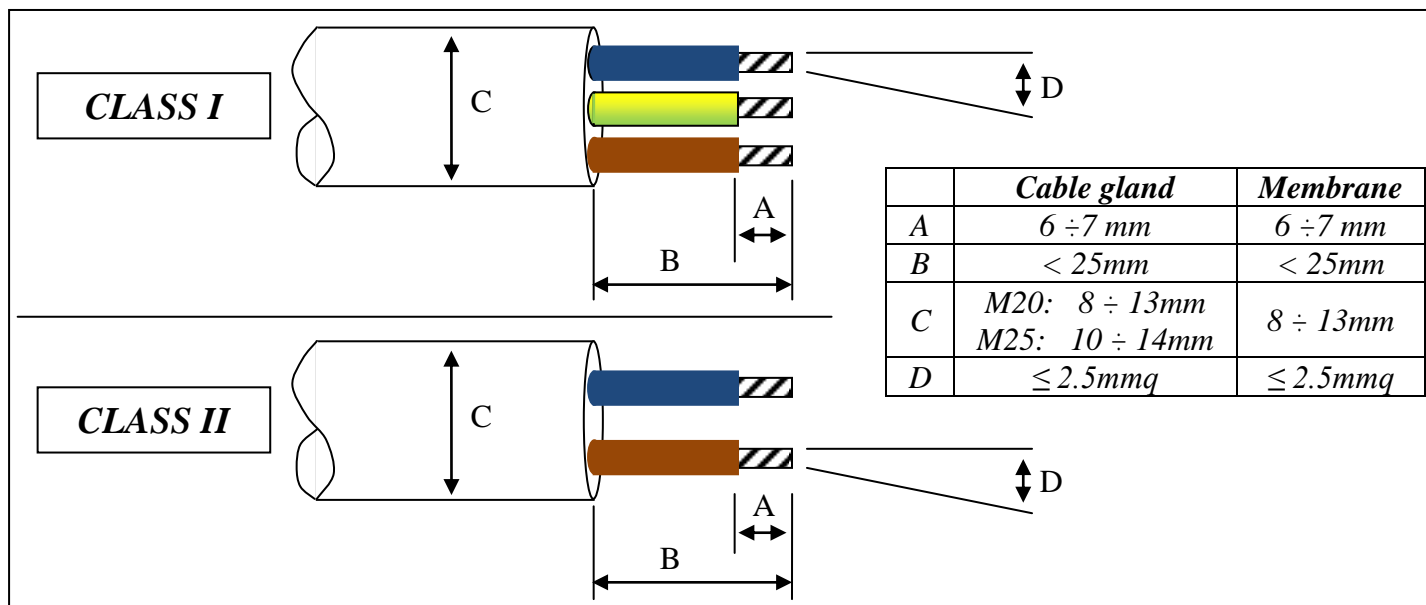 CLASS I
C
D
A
B
Cable gland Membrane
A 6 ÷7 mm 6 ÷7 mm
B < 25mm < 25mm
C M20: 8 ÷ 13mm 8 ÷ 13mm
M25: 10 ÷ 14mm
D ≤ 2.5mmq ≤ 2.5mmq
CLASS II
C
D
A
B